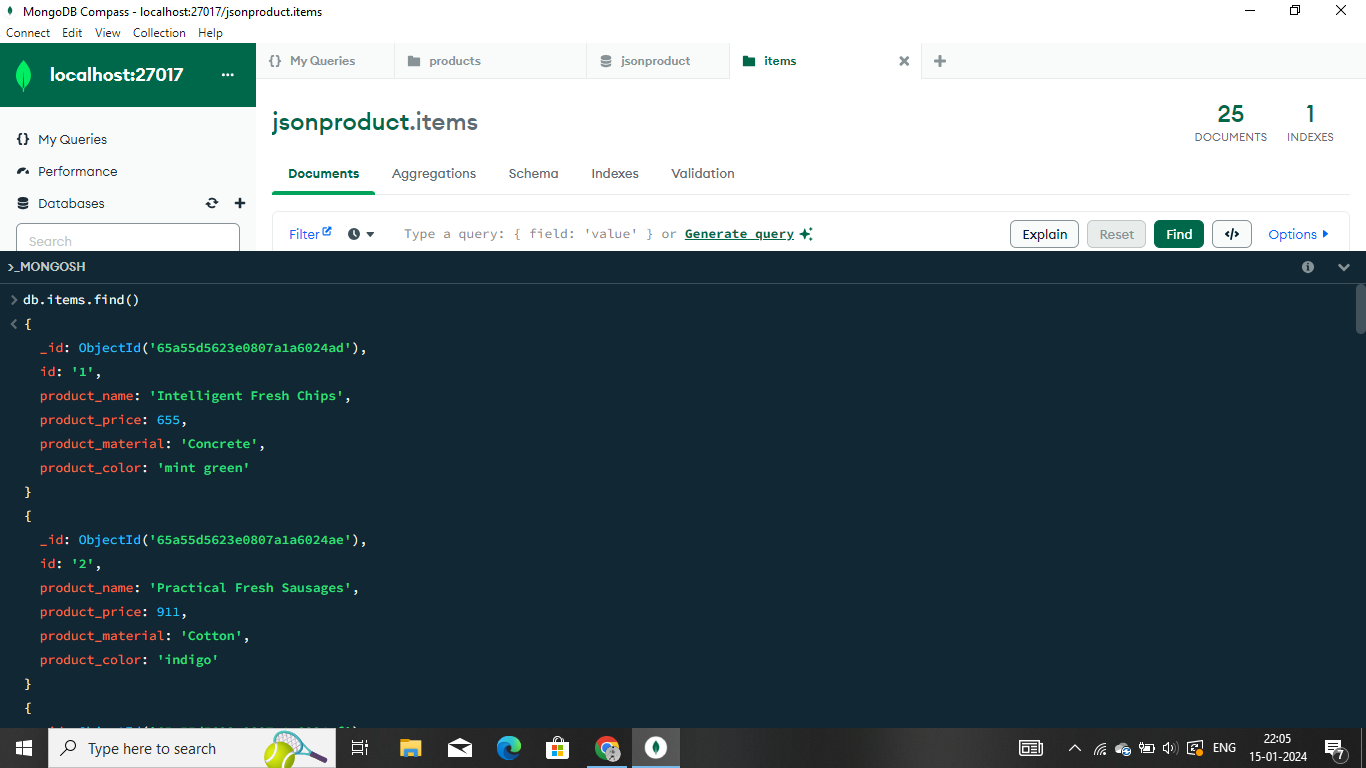 MongoDB Compass - localhost:27017/jsonproduct.items
Connect Edit View Collection Help
localhost:27017 ...
{} My Queries products jsonproduct items
jsonproduct.items
25 1
DOCUMENTS INDEXES
{} My Queries
Performance
Databases
Search
Documents Aggregations Schema Indexes Validation
Filter Type a query: { field: 'value' } or Generate query Explain Reset Find </> Options
>_MONGOSH
> db.items.find()
< {
_id: ObjectId('65a55d5623e0807a1a6024ad'),
id: '1',
product_name: 'Intelligent Fresh Chips',
product_price: 655,
product_material: 'Concrete',
product_color: 'mint green'
}
{
_id: ObjectId('65a55d5623e0807a1a6024ae'),
id: '2',
product_name: 'Practical Fresh Sausages',
product_price: 911,
product_material: 'Cotton',
product_color: 'indigo'
}
{
Type here to search
ENG
22:05
15-01-2024
7